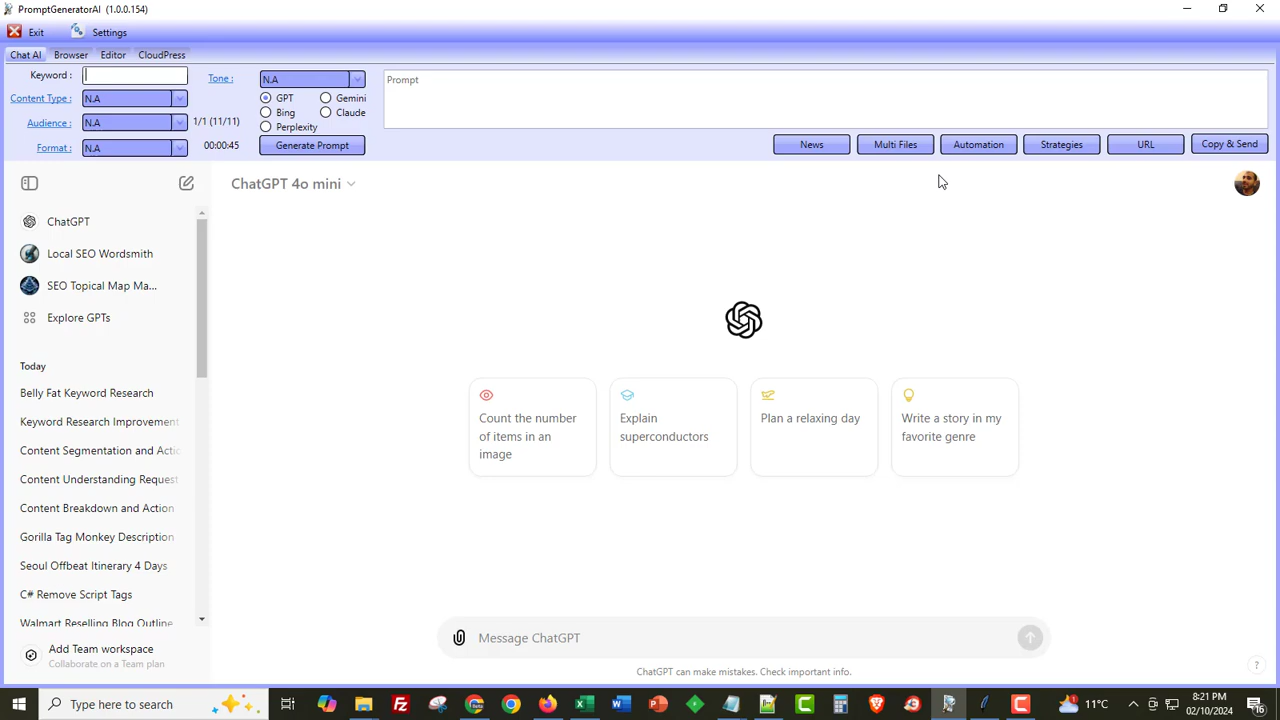 PromptGeneratorAI (1.0.0.154)
Exit
Settings
Chat AI
Browser
Editor
CloudPress
Keyword :
Tone :
N.A
Prompt
Content Type :
N.A
GPT
Gemini
Bing
Claude
Audience :
N.A
1/1 (11/11)
Perplexity
Format :
N.A
00:00:45
Generate Prompt
News
Multi Files
Automation
Strategies
URL
Copy & Send
ChatGPT 4o mini
ChatGPT
Local SEO Wordsmith
SEO Topical Map Ma...
Explore GPTs
Today
Belly Fat Keyword Research
Keyword Research Improvement
Content Segmentation and Actic
Content Understanding Request
Content Breakdown and Action
Gorilla Tag Monkey Description
Seoul Offbeat Itinerary 4 Days
C# Remove Script Tags
Walmart Reselling Blog Outline
Add Team workspace
Collaborate on a Team plan
Count the number
of items in an
image
Explain
superconductors
Plan a relaxing day
Write a story in my
favorite genre
Message ChatGPT
ChatGPT can make mistakes. Check important info.
?
Type here to search
11°C
8:21 PM
02/10/2024
16